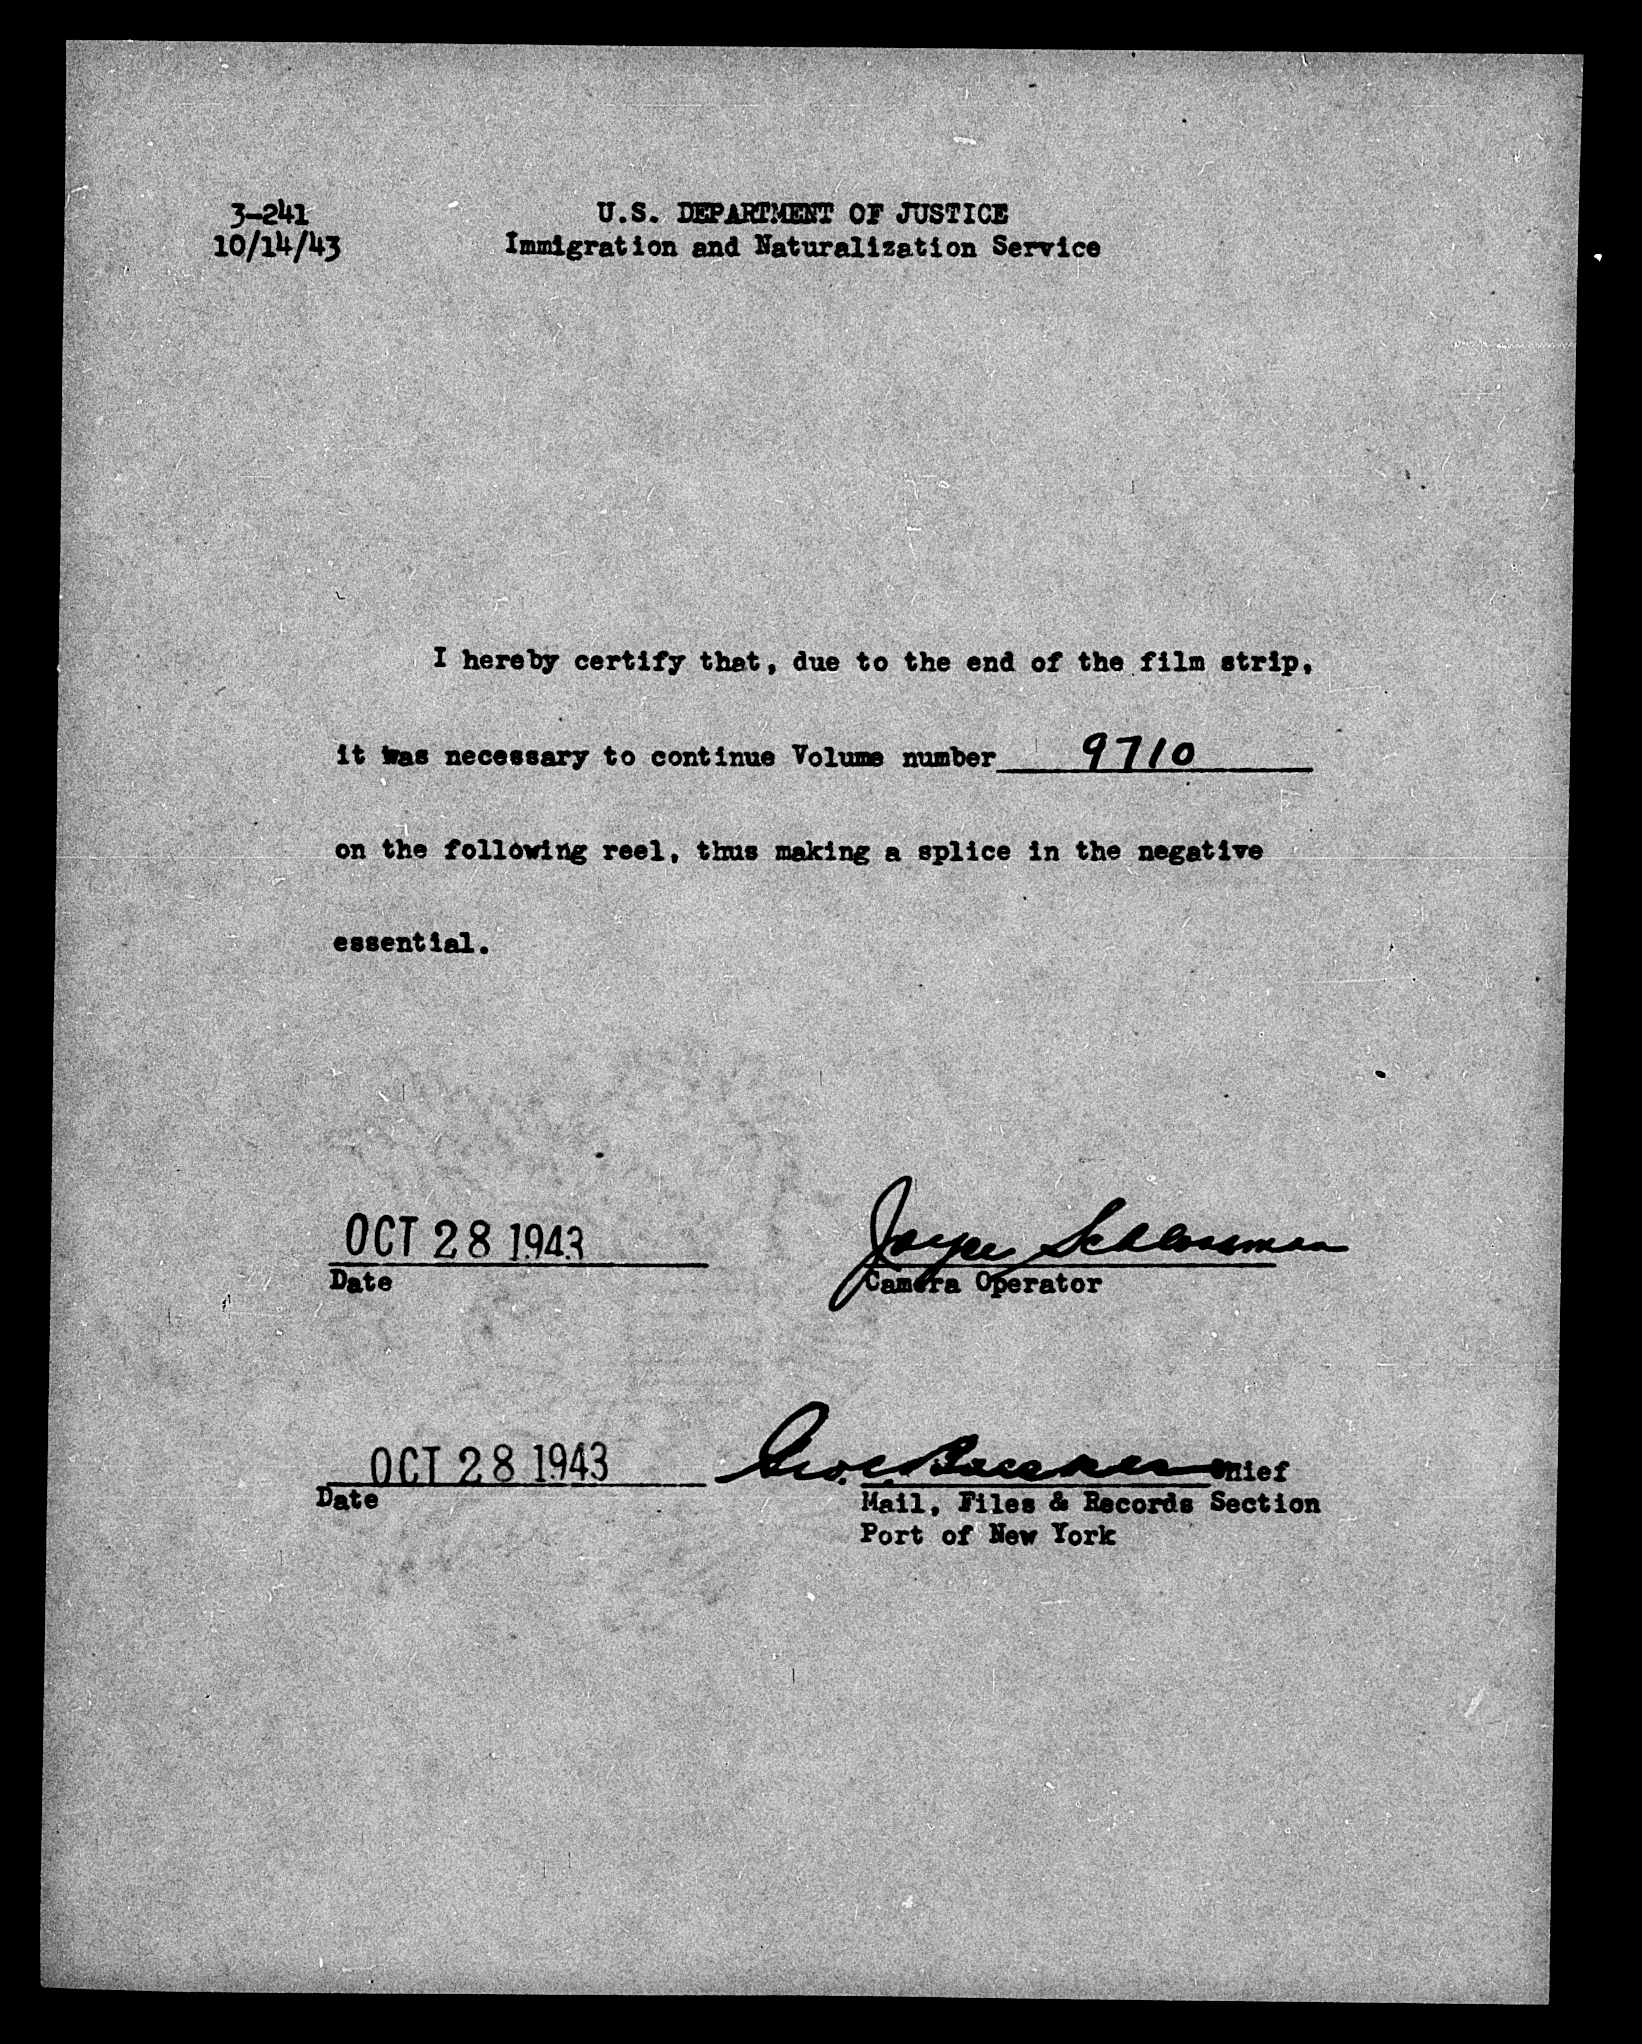 3-241
10/14/43
U.S. DEPARTMENT OF JUSTICE
Immigration and Naturalization Service
I hereby certify that, due to the end of the film strip,
it was necessary to continue Volume number 9710
on the following reel, thus making a splice in the negative
essential.
OCT 28 1943 Joyce Schlossman
Date Camera Operator
OCT 28 1943 Chief
Date Mail, Files & Records Section
Port of New York